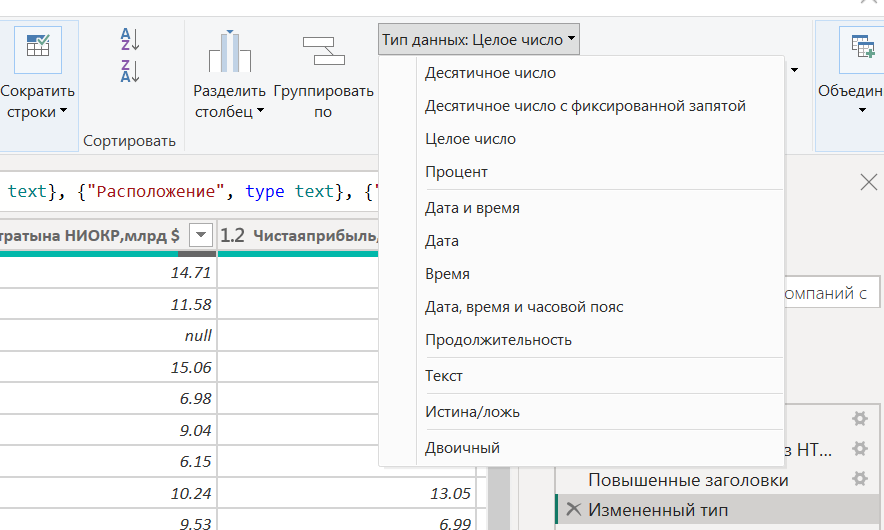 Сократить
строки
A
Z
Z
A
Сортировать
Разделить
столбец
Группировать
по
Тип данных: Целое число
Десятичное число
Десятичное число с фиксированной запятой
Целое число
Процент
Дата и время
Дата
Время
Дата, время и часовой пояс
Продолжительность
Текст
Истина/ложь
Двоичный
Объедин
text}, {"Расположение", type text}, {"
тратына НИОКР,млрд $
1.2 Чистаяприбыль,
14.71
11.58
null
15.06
6.98
9.04
6.15
10.24 13.05
9.53 6.99
омпаний с
з HT...
Повышенные заголовки
Измененный тип